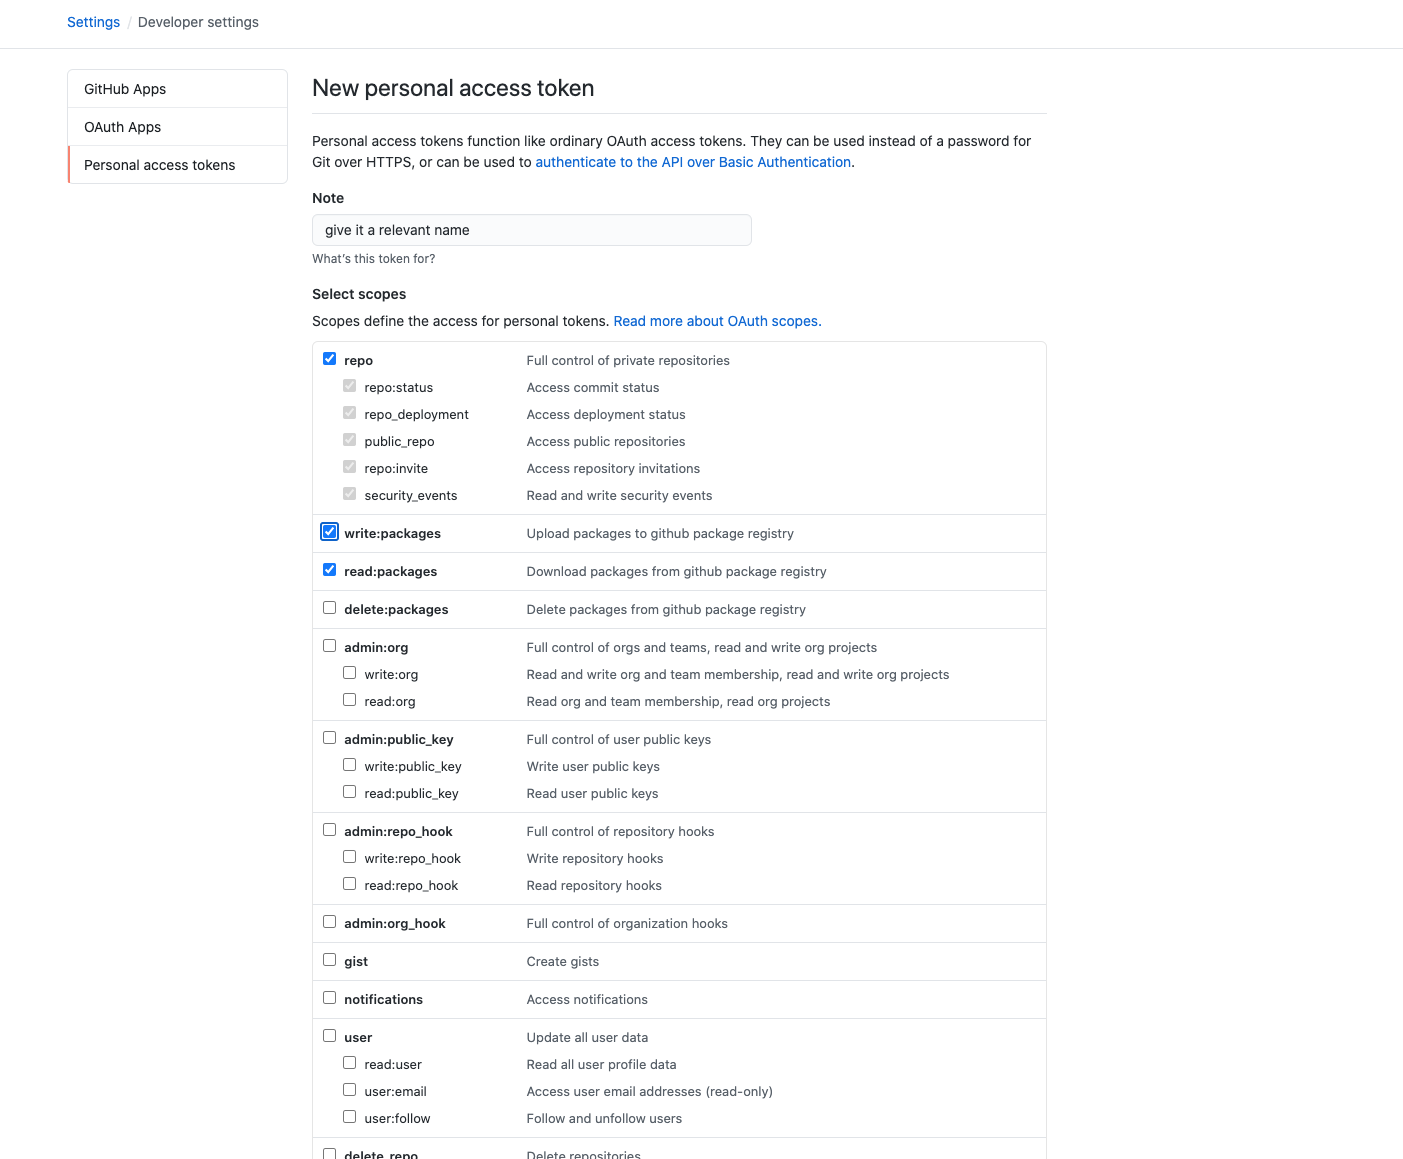 Settings / Developer settings
GitHub Apps
OAuth Apps
Personal access tokens
New personal access token
Personal access tokens function like ordinary OAuth access tokens. They can be used instead of a password for
Git over HTTPS, or can be used to authenticate to the API over Basic Authentication.
Note
give it a relevant name
What's this token for?
Select scopes
Scopes define the access for personal tokens. Read more about OAuth scopes.
repo Full control of private repositories
repo:status Access commit status
repo_deployment Access deployment status
public_repo Access public repositories
repo:invite Access repository invitations
security_events Read and write security events
write:packages Upload packages to github package registry
read:packages Download packages from github package registry
delete:packages Delete packages from github package registry
admin:org Full control of orgs and teams, read and write org projects
write:org Read and write org and team membership, read and write org projects
read:org Read org and team membership, read org projects
admin:public_key Full control of user public keys
write:public_key Write user public keys
read:public_key Read user public keys
admin:repo_hook Full control of repository hooks
write:repo_hook Write repository hooks
read:repo_hook Read repository hooks
admin:org_hook Full control of organization hooks
gist Create gists
notifications Access notifications
user Update all user data
read:user Read all user profile data
user:email Access user email addresses (read-only)
user:follow Follow and unfollow users
delete_repo Delete repositories